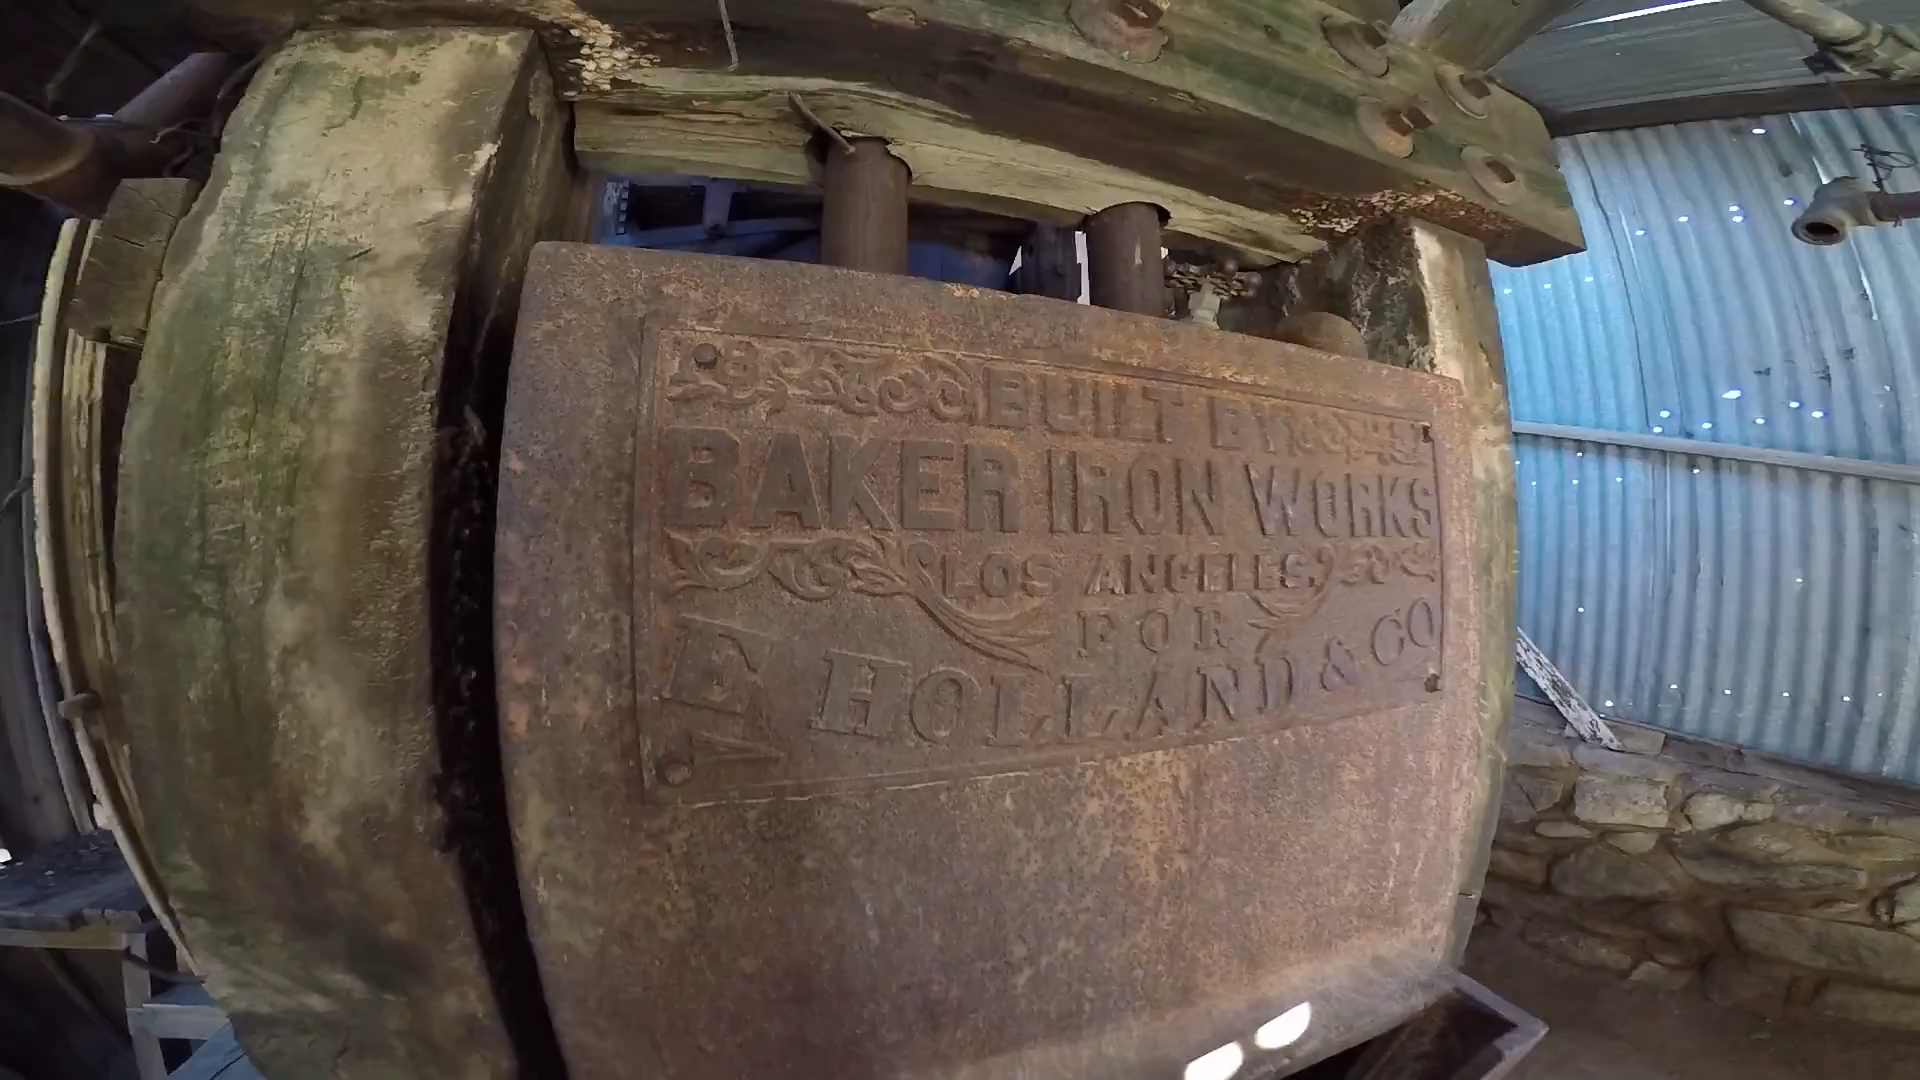 BUILT BY
BAKER IRON WORKS
LOS ANGELES.
FOR
HOLLAND & CO